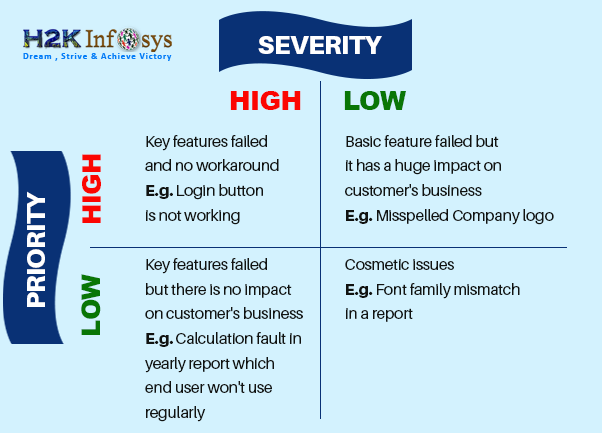 H2K Infosys
Dream , Strive & Achieve Victory
SEVERITY
HIGH
LOW
PRIORITY
HIGH
Key features failed
and no workaround
E.g. Login button
is not working
Basic feature failed but
it has a huge impact on
customer's business
E.g. Misspelled Company logo
LOW
Key features failed
but there is no impact
on customer's business
E.g. Calculation fault in
yearly report which
end user won't use
regularly
Cosmetic issues
E.g. Font family mismatch
in a report